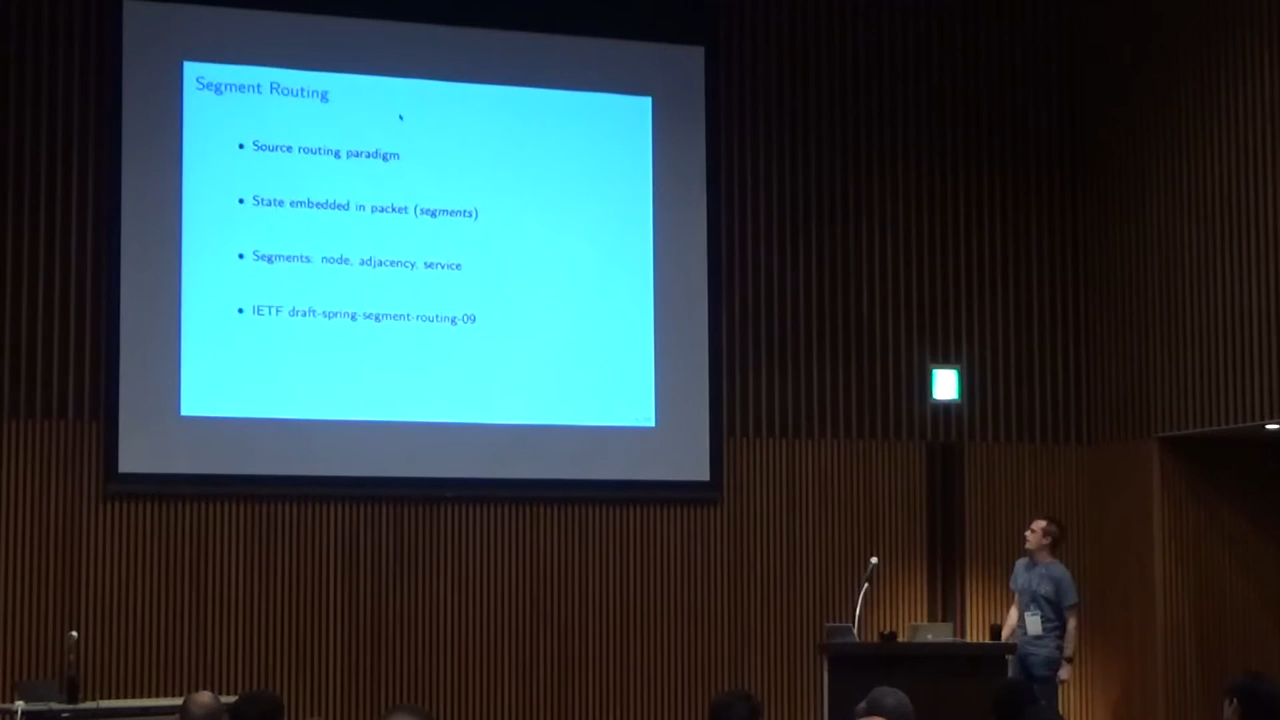 Segment Routing
Source routing paradigm
State embedded in packet (segments)
Segments: node, adjacency, service
IETF draft-spring-segment-routing-09